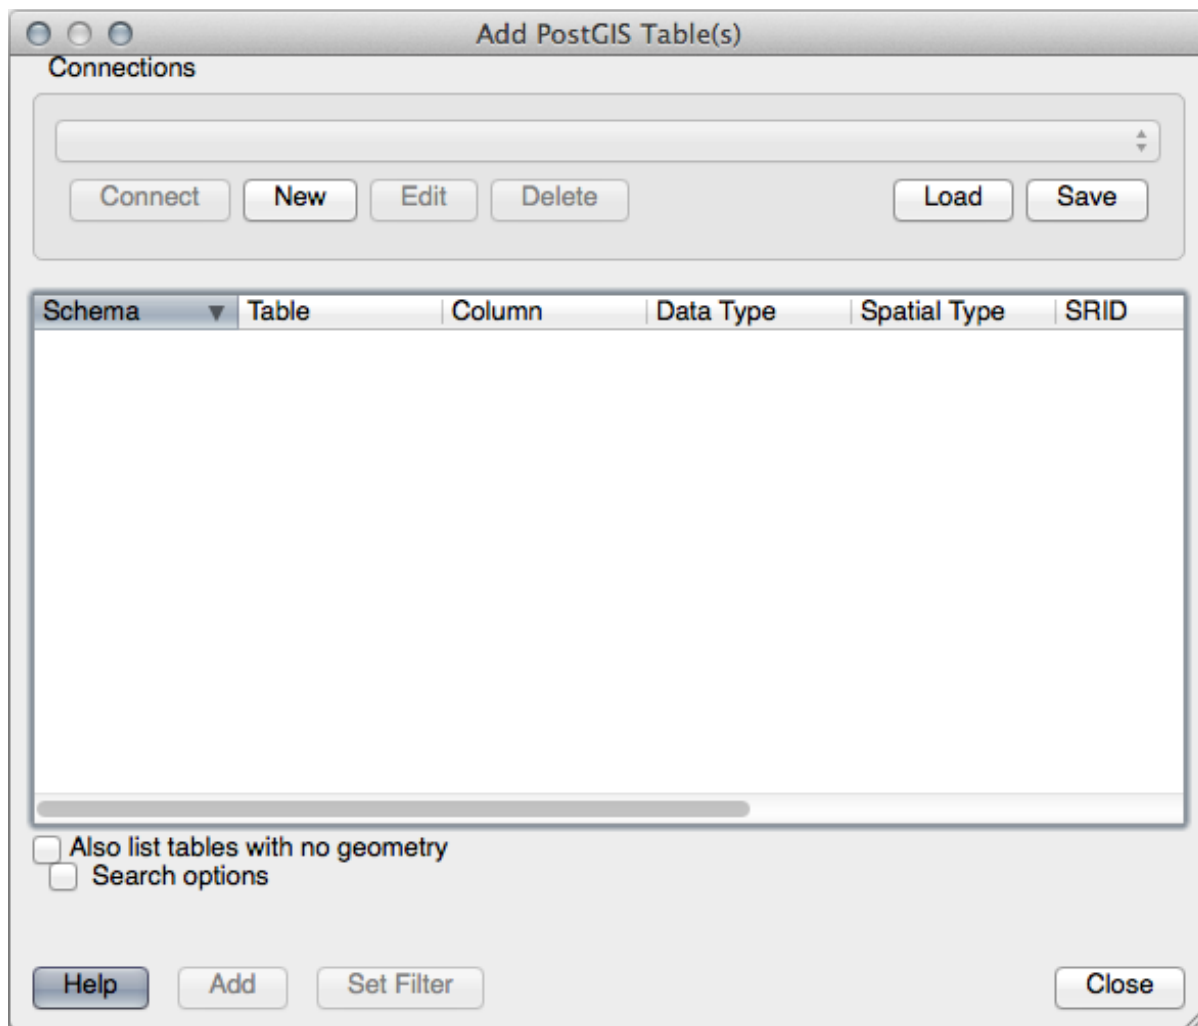 Add PostGIS Table(s)
Connections
Connect New Edit Delete Load Save
Schema Table Column Data Type Spatial Type SRID
Also list tables with no geometry
Search options
Help Add Set Filter Close